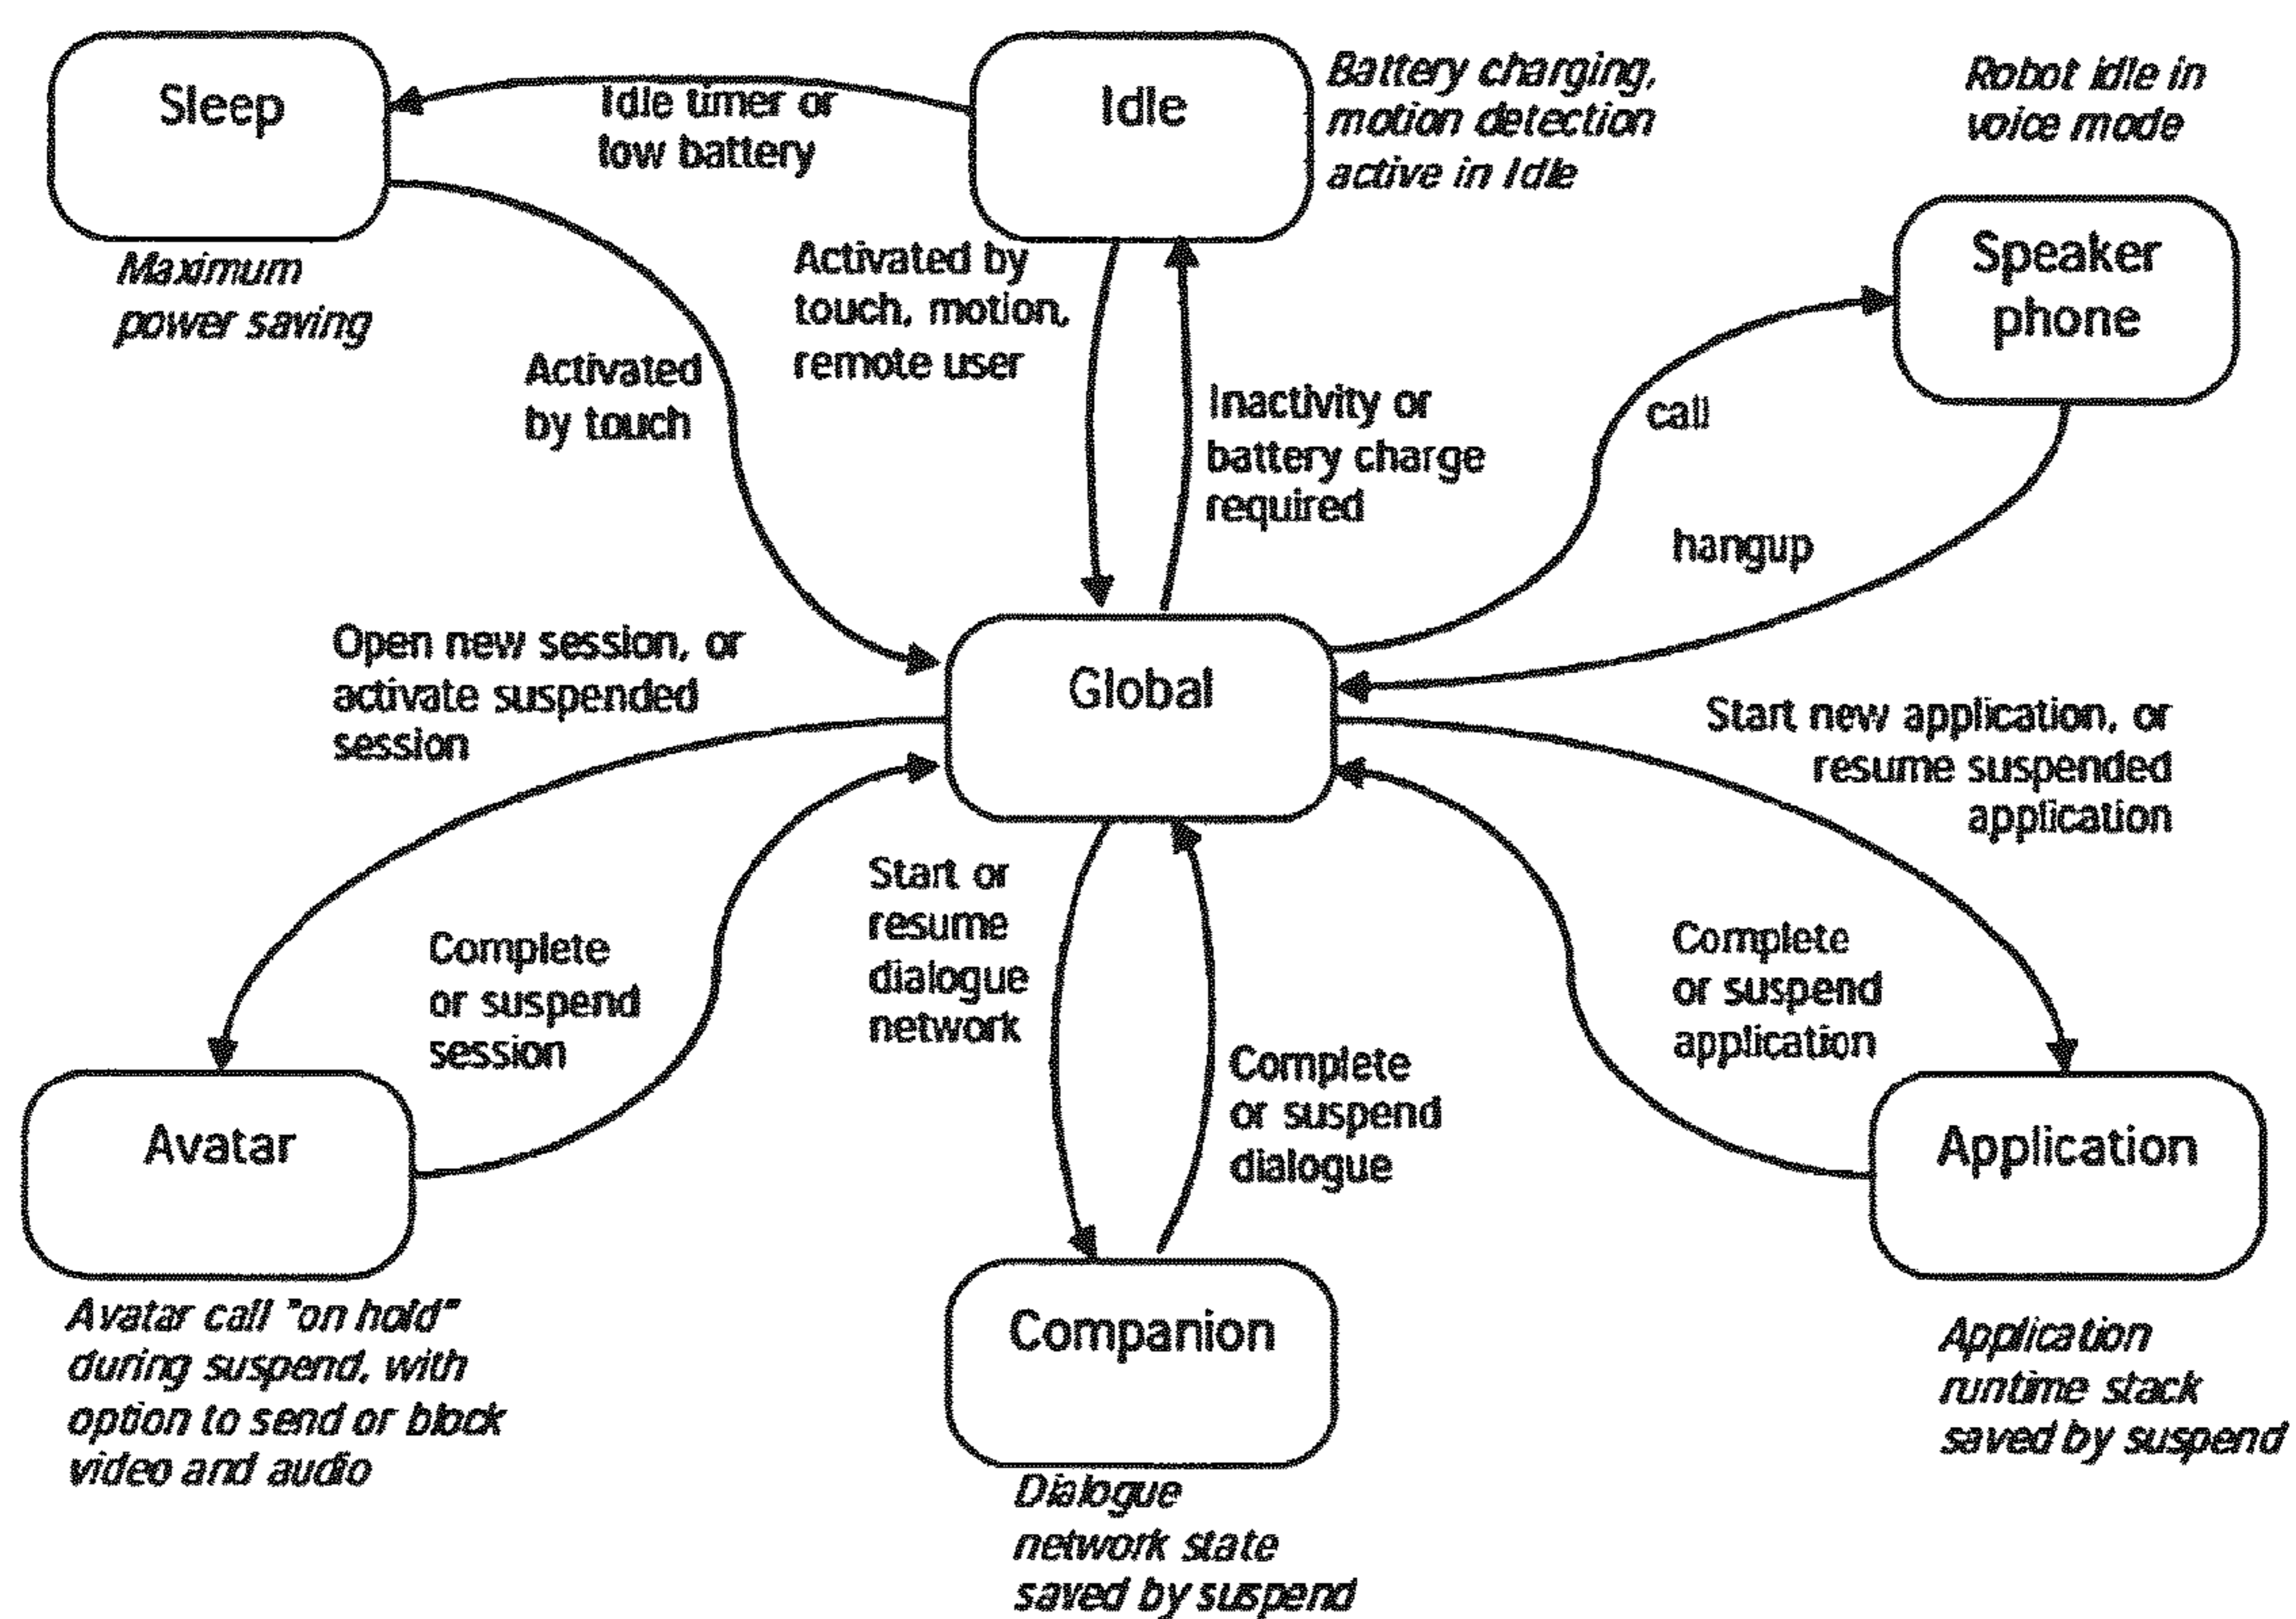 Sleep
Idle timer or
low battery
Idle
Battery charging,
motion detection
active in Idle
Robot idle in
voice mode
Maximum
power saving
Activated by
touch, motion,
remote user
Speaker
phone
Activated
by touch
Inactivity or
battery charge
required
call
hangup
Open new session, or
activate suspended
session
Global
Start new application, or
resume suspended
application
Complete
or suspend
session
Start or
resume
dialogue
network
Complete
or suspend
dialogue
Complete
or suspend
application
Avatar
Companion
Application
Avatar call "on hold"
during suspend, with
option to send or block
video and audio
Dialogue
network state
saved by suspend
Application
runtime stack
saved by suspend